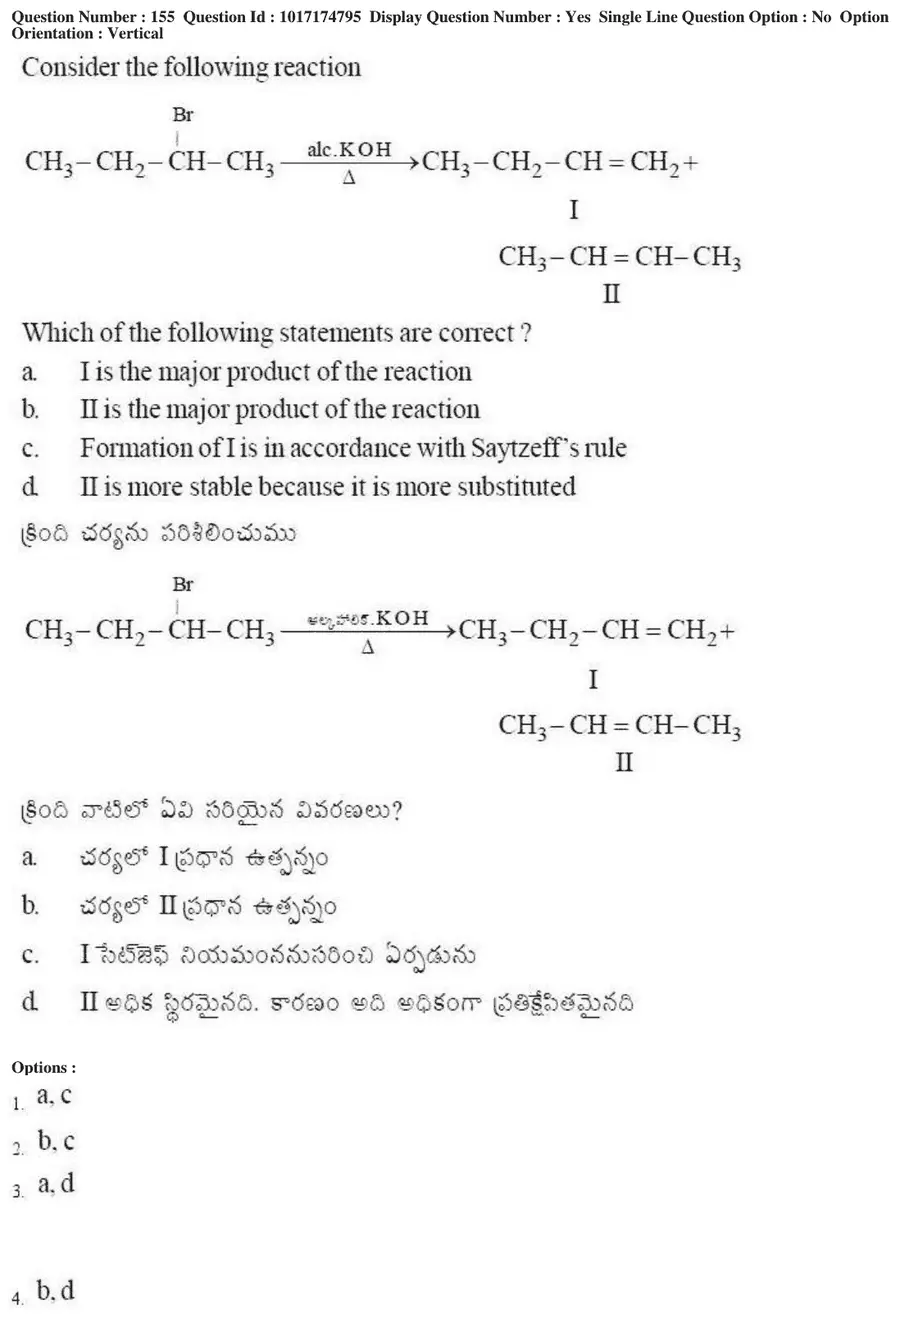 Question Number : 155 Question Id : 1017174795 Display Question Number : Yes Single Line Question Option : No Option
Orientation : Vertical
Consider the following reaction
Br
CH₃–CH₂–CH–CH₃ alc.KOH Δ → CH₃–CH₂–CH=CH₂+
I
CH₃–CH=CH–CH₃
II
Which of the following statements are correct ?
a. I is the major product of the reaction
b. II is the major product of the reaction
c. Formation of I is in accordance with Saytzeff's rule
d. II is more stable because it is more substituted
క్రింది చర్యను పరిశీలించుము
Br
CH₃–CH₂–CH–CH₃ ఆల్కహాలిక్.KOH Δ → CH₃–CH₂–CH=CH₂+
I
CH₃–CH=CH–CH₃
II
క్రింది వాటిలో ఏవి సరియైన వివరణలు?
a. చర్యలో I ప్రధాన ఉత్పన్నం
b. చర్యలో II ప్రధాన ఉత్పన్నం
c. I సేట్‌జెఫ్ నియమంననుసరించి ఏర్పడును
d. II అధిక స్థిరమైనది. కారణం అది అధికంగా ప్రతిక్షేపితమైనది
Options :
1. a, c
2. b, c
3. a, d
4. b, d